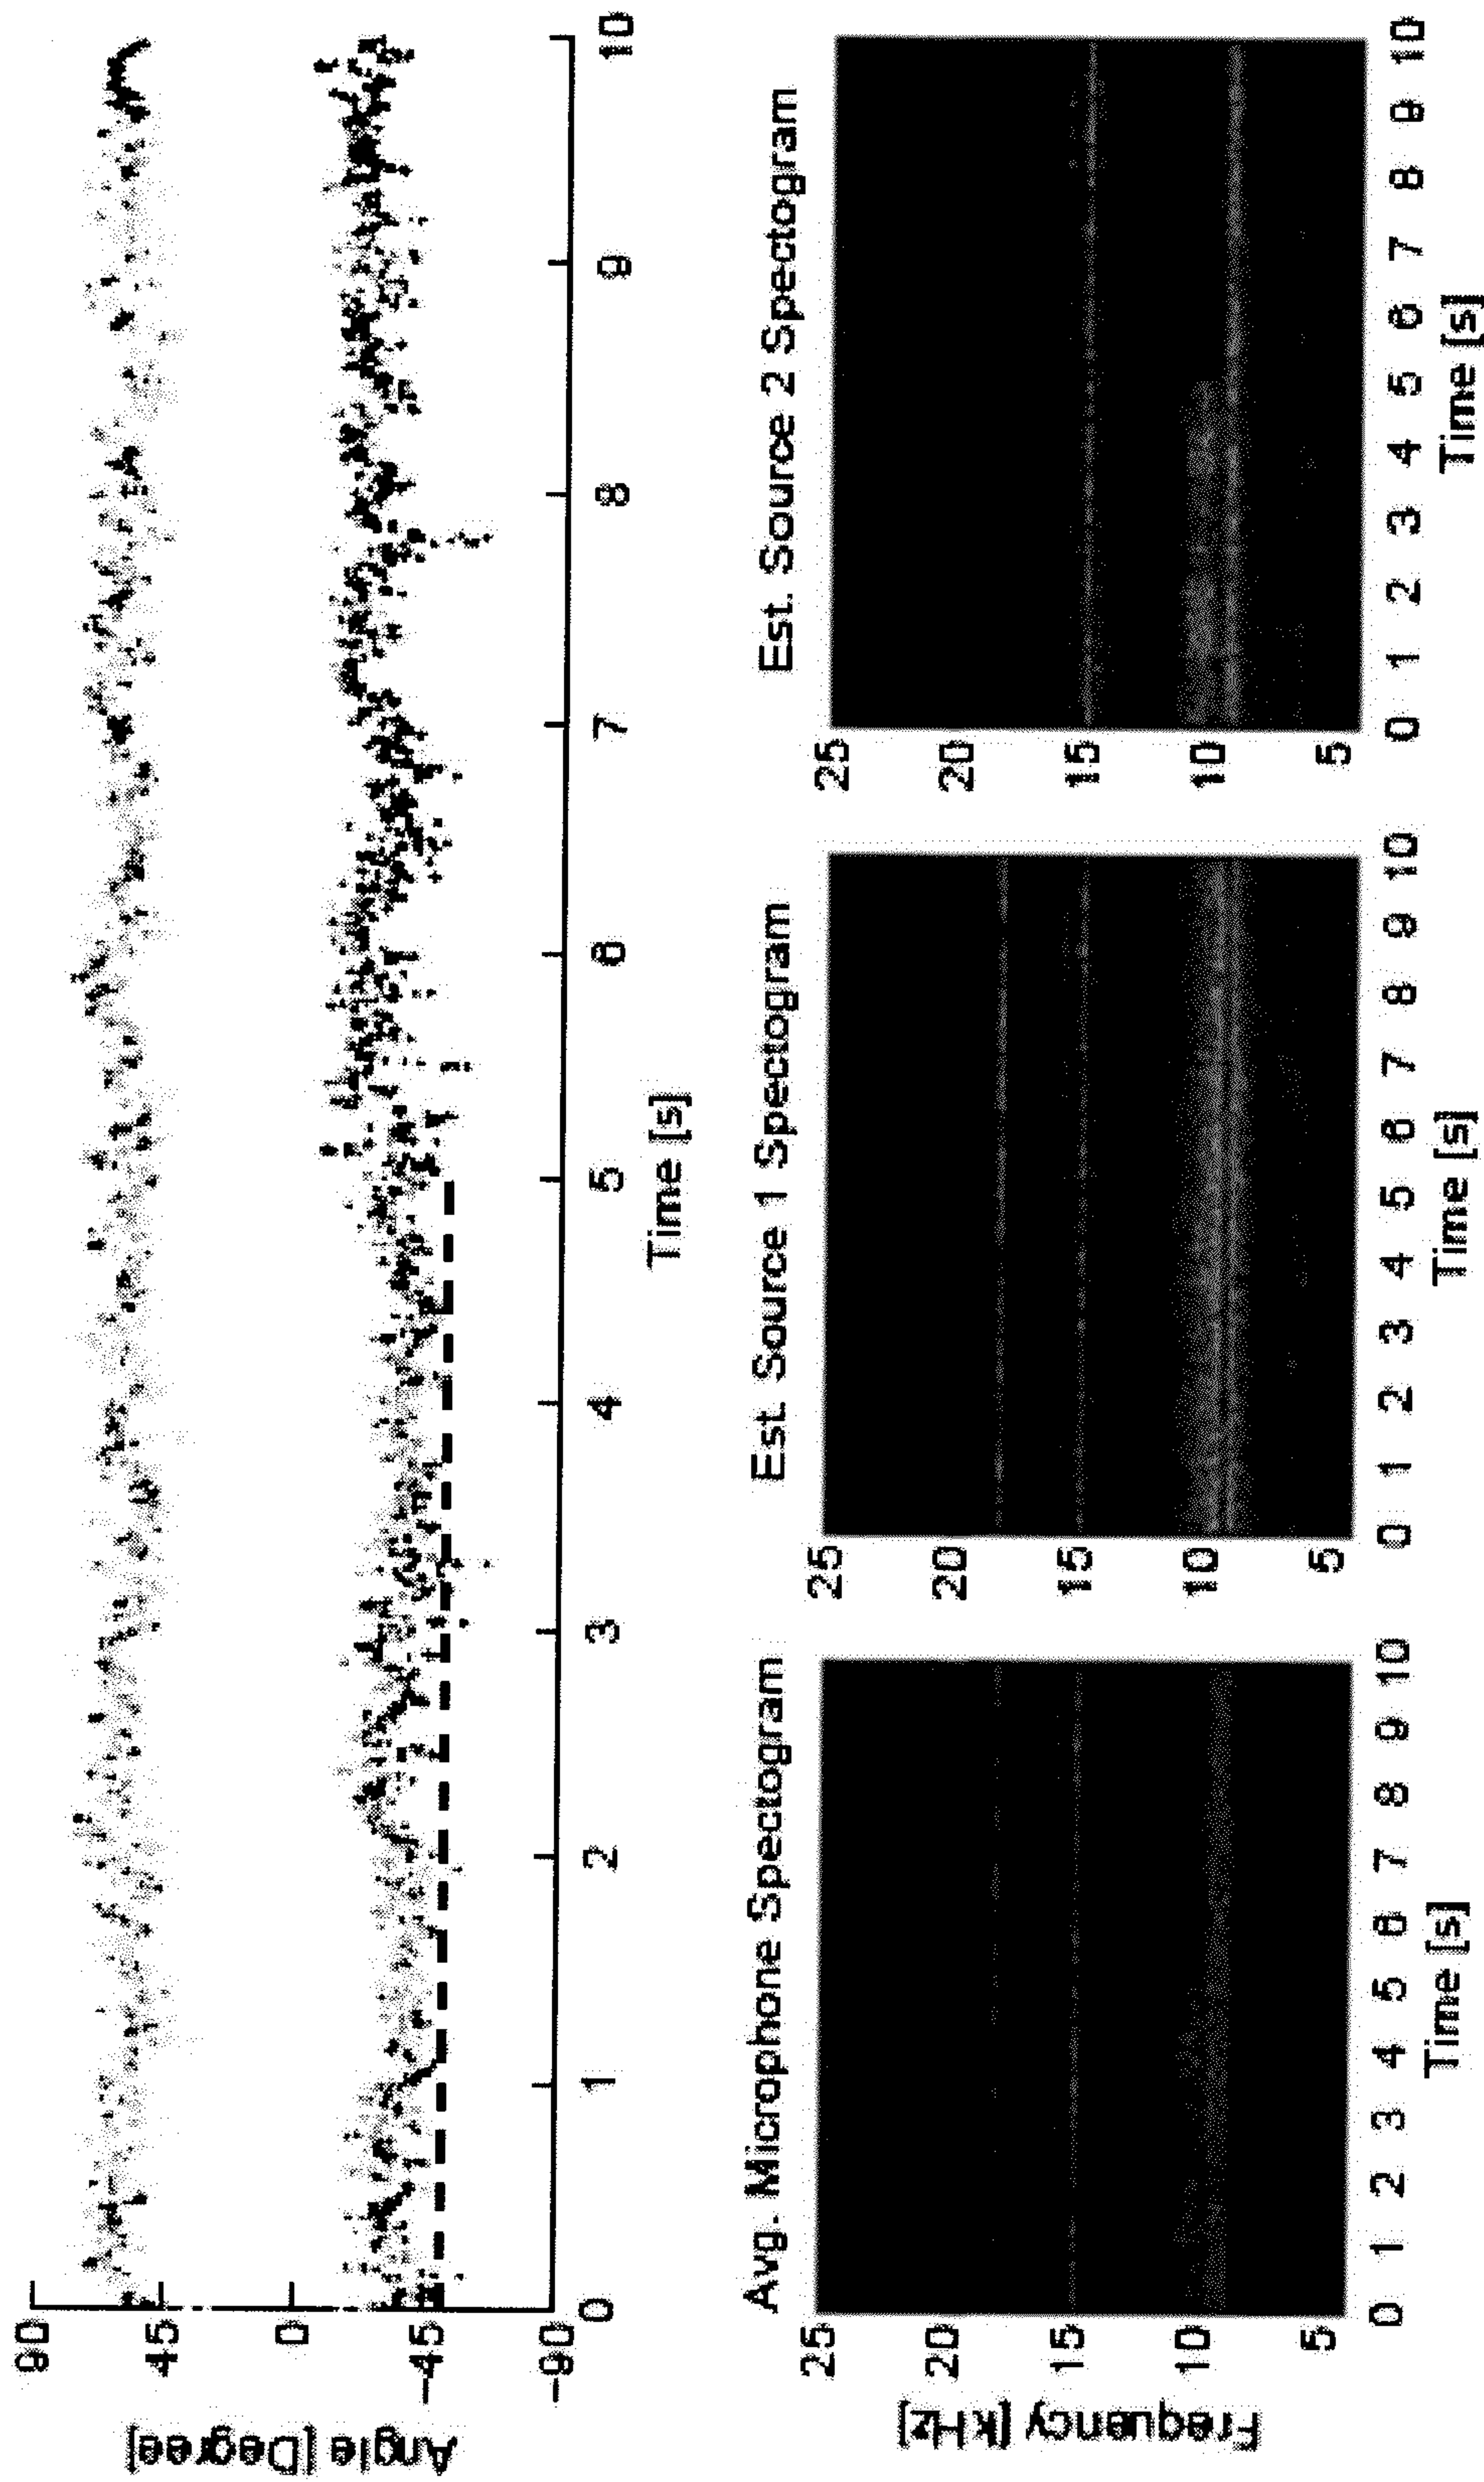 Angle [Degree]
90
45
0
-45
-90
0 1 2 3 4 5 6 7 8 9 10
Time [s]
Avg. Microphone Spectogram
Frequency [kHz]
25
20
15
10
5
0 1 2 3 4 5 6 7 8 9 10
Time [s]
Est. Source 1 Spectogram
25
20
15
10
5
0 1 2 3 4 5 6 7 8 9 10
Time [s]
Est. Source 2 Spectogram
25
20
15
10
5
0 1 2 3 4 5 6 7 8 9 10
Time [s]